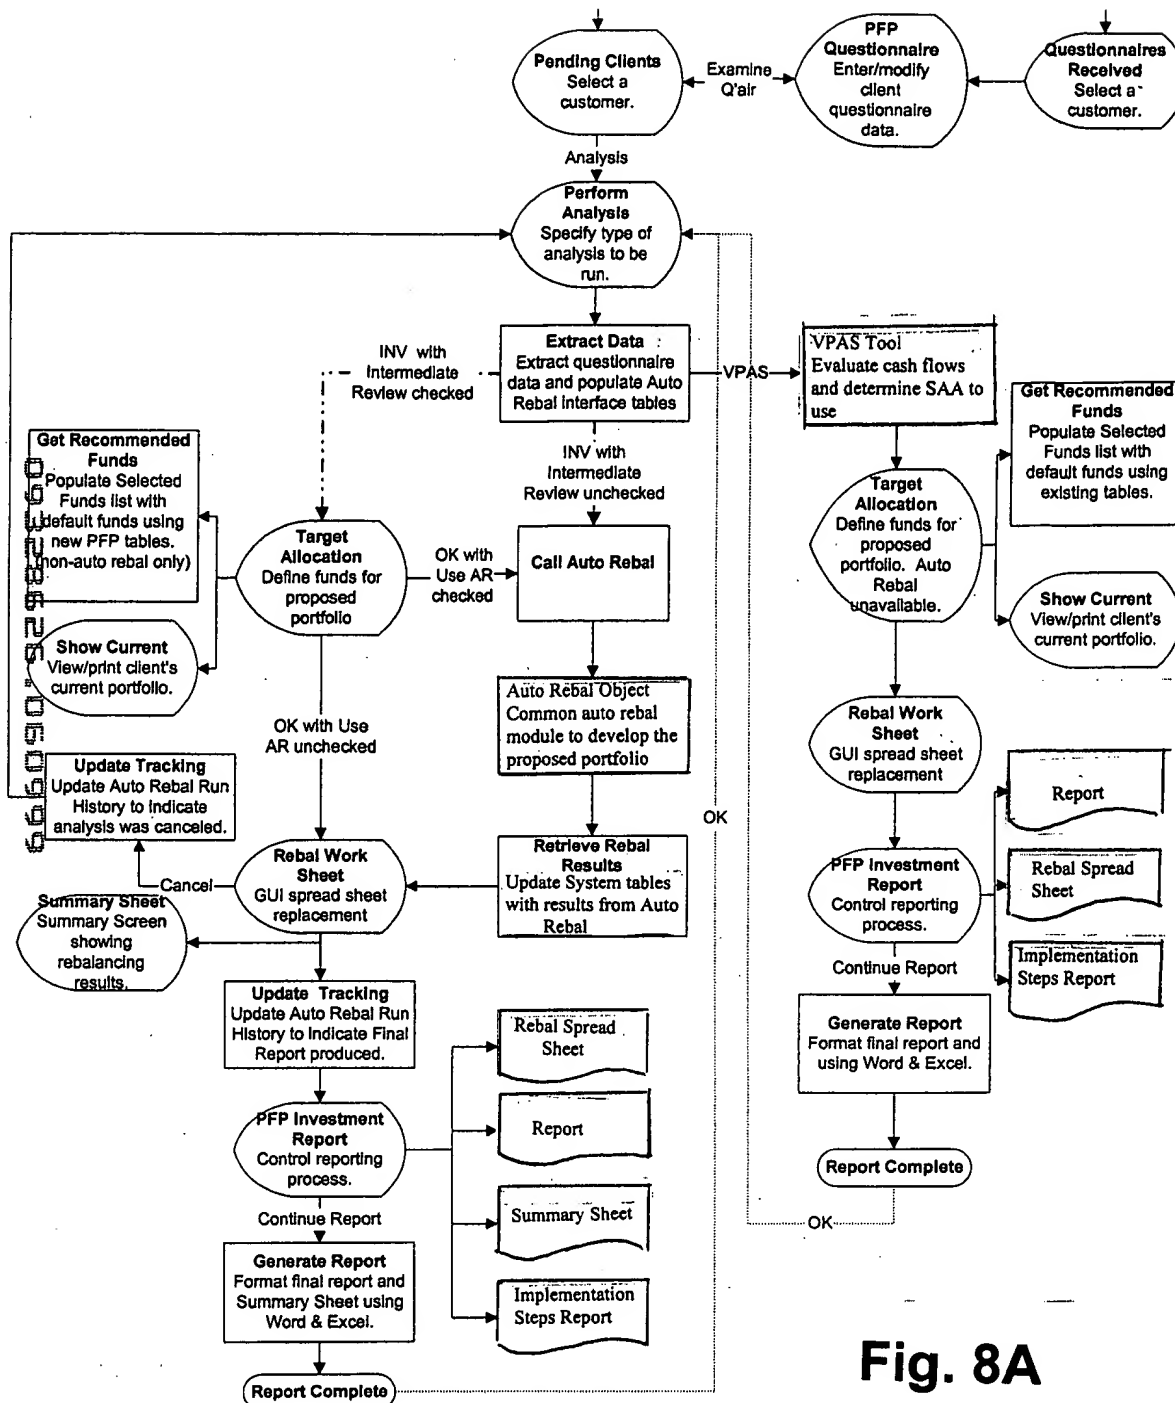 Pending Clients
Select a
customer.
Examine
Q'air
PFP
Questionnaire
Enter/modify
client
questionnaire
data.
Questionnaires
Received
Select a
customer.
Analysis
Perform
Analysis
Specify type of
analysis to be
run.
INV with
Intermediate
Review checked
Extract Data
Extract questionnaire
data and populate Auto
Rebal interface tables
VPAS
VPAS Tool
Evaluate cash flows
and determine SAA to
use
Get Recommended
Funds
Populate Selected
Funds list with
default funds using
existing tables.
Get Recommended
Funds
Populate Selected
Funds list with
default funds using
new PFP tables.
(non-auto rebal only)
INV with
Intermediate
Review unchecked
Target
Allocation
Define funds for
proposed
portfolio
OK with
Use AR
checked
Call Auto Rebal
Target
Allocation
Define funds for
proposed
portfolio. Auto
Rebal
unavailable.
Show Current
View/print client's
current portfolio.
Show Current
View/print client's
current portfolio.
OK with Use
AR unchecked
Auto Rebal Object
Common auto rebal
module to develop the
proposed portfolio
Rebal Work
Sheet
GUI spread sheet
replacement
Update Tracking
Update Auto Rebal Run
History to Indicate
analysis was canceled.
OK
Report
Cancel
Rebal Work
Sheet
GUI spread sheet
replacement
Retrieve Rebal
Results
Update System tables
with results from Auto
Rebal
PFP Investment
Report
Control reporting
process.
Rebal Spread
Sheet
Summary Sheet
Summary Screen
showing
rebalancing
results.
Continue Report
Implementation
Steps Report
Update Tracking
Update Auto Rebal Run
History to Indicate Final
Report produced.
Rebal Spread
Sheet
Generate Report
Format final report and
using Word & Excel.
PFP Investment
Report
Control reporting
process.
Report
Report Complete
Continue Report
Summary Sheet
OK
Generate Report
Format final report and
Summary Sheet using
Word & Excel.
Implementation
Steps Report
Report Complete
Fig. 8A